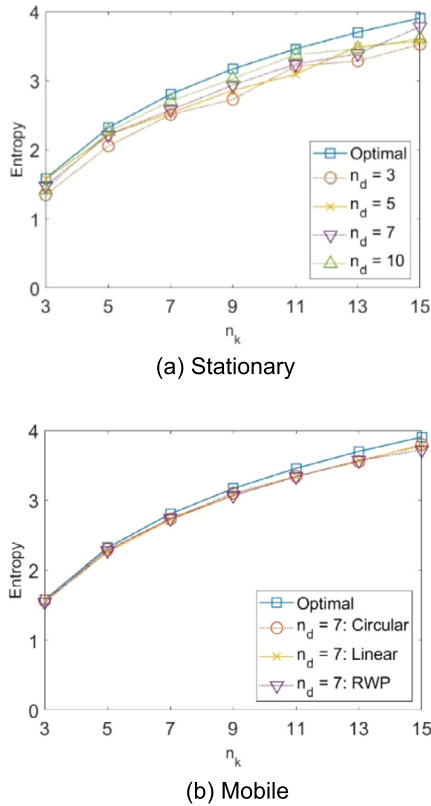 4
3
2
1
0
Entropy
Optimal
n_d = 3
n_d = 5
n_d = 7
n_d = 10
3 5 7 9 11 13 15
n_k
(a) Stationary
4
3
2
1
0
Entropy
Optimal
n_d = 7: Circular
n_d = 7: Linear
n_d = 7: RWP
3 5 7 9 11 13 15
n_k
(b) Mobile